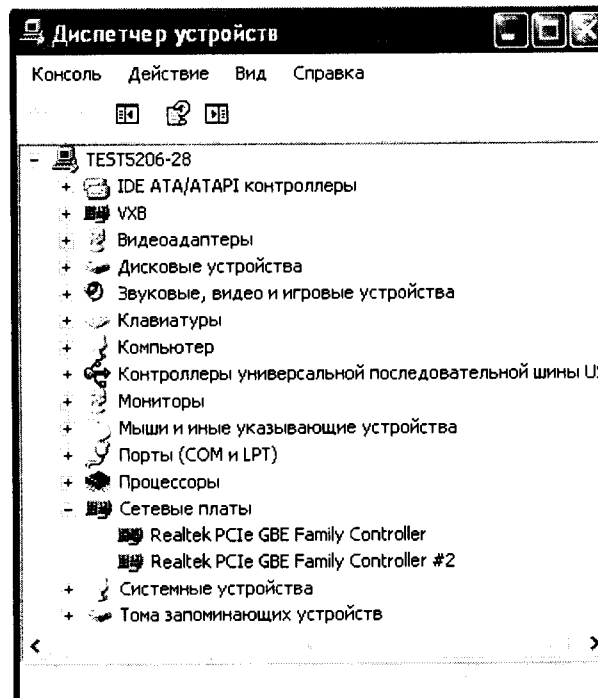 Диспетчер устройств
Консоль Действие Вид Справка
TEST5206-28
IDE ATA/ATAPI контроллеры
VXB
Видеоадаптеры
Дисковые устройства
Звуковые, видео и игровые устройства
Клавиатуры
Компьютер
Контроллеры универсальной последовательной шины US
Мониторы
Мыши и иные указывающие устройства
Порты (COM и LPT)
Процессоры
Сетевые платы
Realtek PCIe GBE Family Controller
Realtek PCIe GBE Family Controller #2
Системные устройства
Тома запоминающих устройств